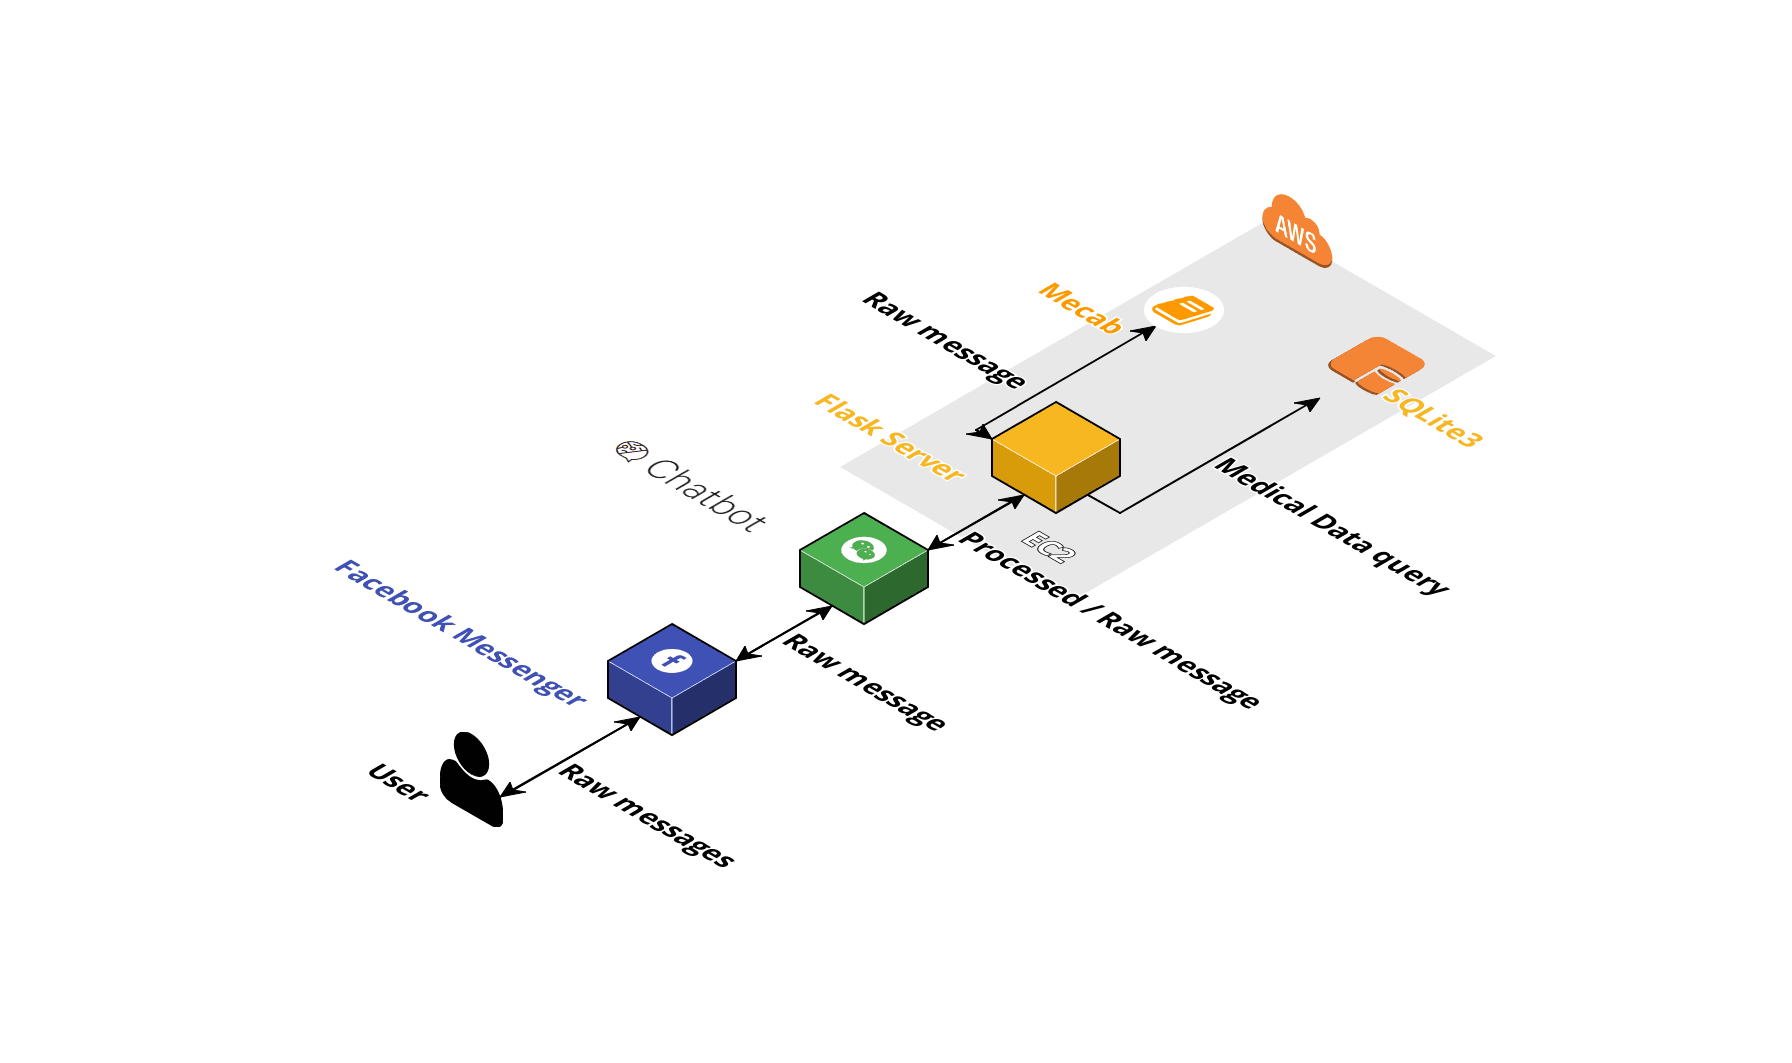 AWS
Mecab
Raw message
SQLite3
Flask Server
Chatbot
Medical Data query
EC2
Processed / Raw message
Facebook Messenger
f
Raw message
User
Raw messages